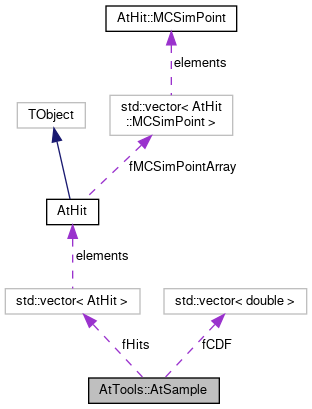 AtHit::MCSimPoint
elements
std::vector< AtHit
::MCSimPoint >
TObject
fMCSimPointArray
AtHit
elements
std::vector< AtHit >
std::vector< double >
fHits
fCDF
AtTools::AtSample